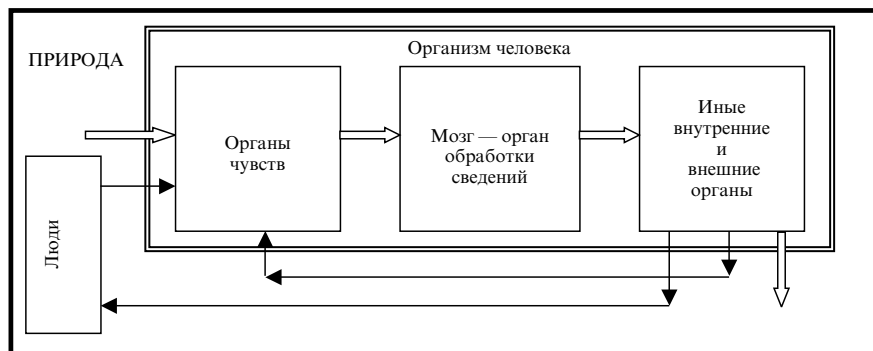 Организм человека
ПРИРОДА
Органы
чувств
Мозг — орган
обработки
сведений
Иные
внутренние
и
внешние
органы
Люди